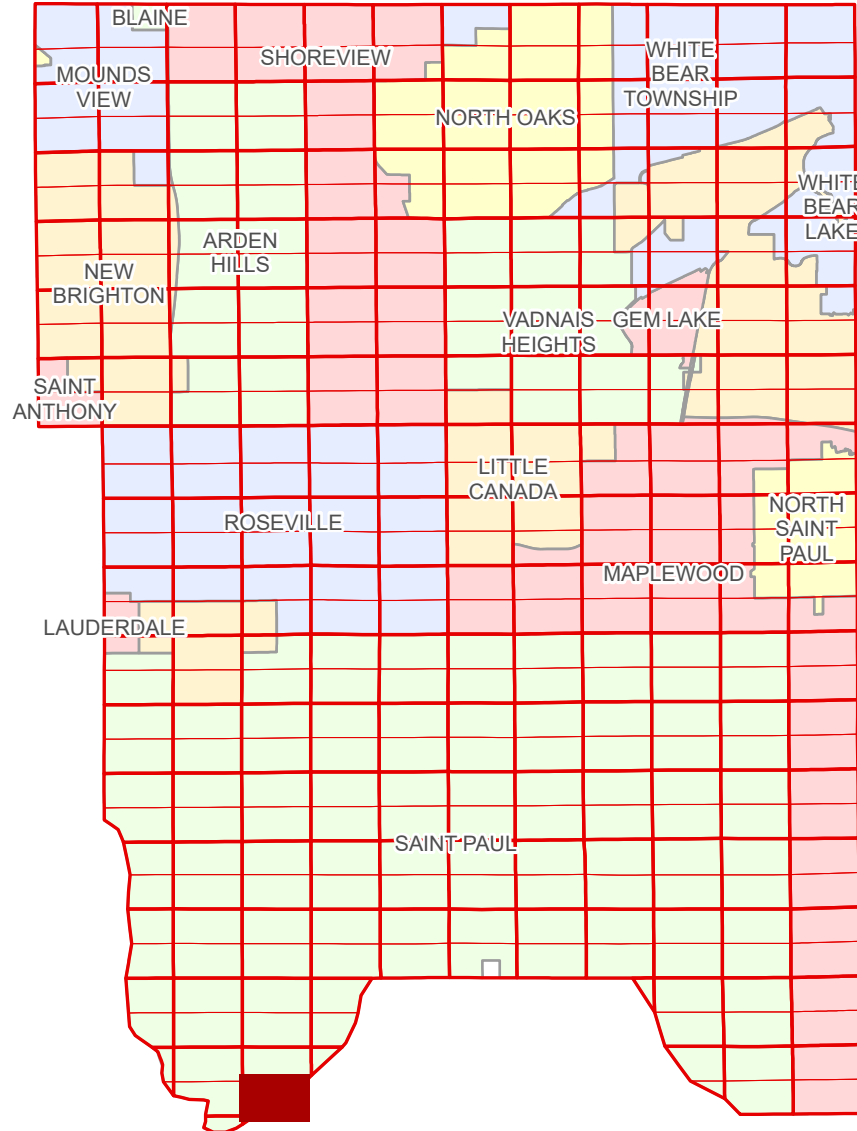 BLAINE
SHOREVIEW
WHITE
BEAR
TOWNSHIP
MOUNDS
VIEW
NORTH OAKS
WHITE
BEAR
LAKE
ARDEN
HILLS
NEW
BRIGHTON
VADNAIS
HEIGHTS
GEM LAKE
SAINT
ANTHONY
LITTLE
CANADA
ROSEVILLE
NORTH
SAINT
PAUL
MAPLEWOOD
LAUDERDALE
SAINT PAUL